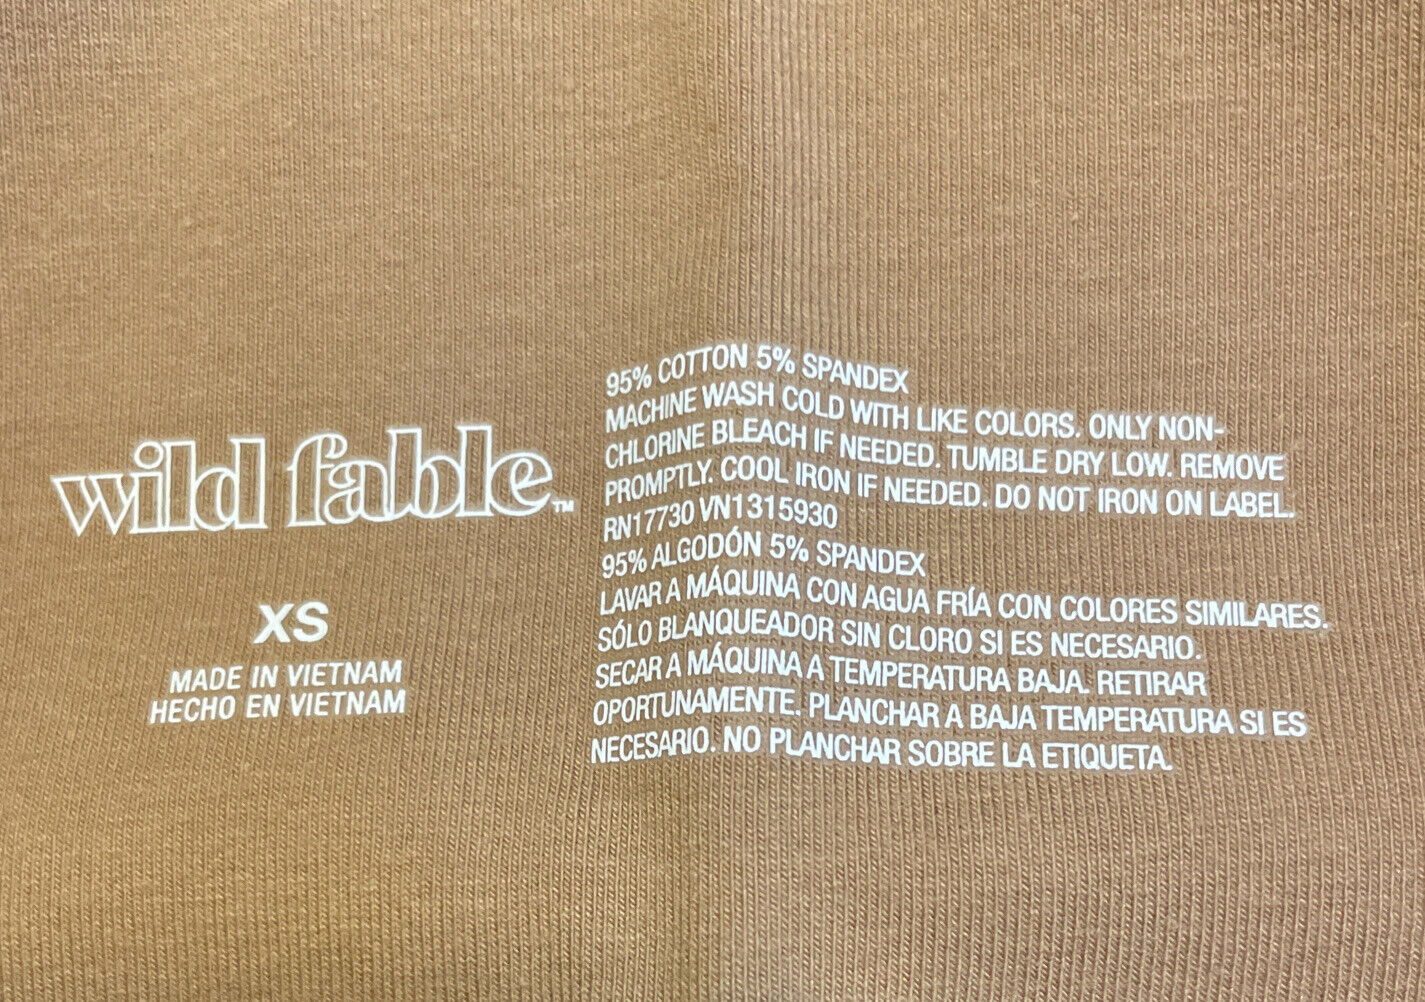 wild fable™
XS
MADE IN VIETNAM
HECHO EN VIETNAM
95% COTTON 5% SPANDEX
MACHINE WASH COLD WITH LIKE COLORS. ONLY NON-
CHLORINE BLEACH IF NEEDED. TUMBLE DRY LOW. REMOVE
PROMPTLY. COOL IRON IF NEEDED. DO NOT IRON ON LABEL.
RN17730 VN1315930
95% ALGODÓN 5% SPANDEX
LAVAR A MÁQUINA CON AGUA FRÍA CON COLORES SIMILARES.
SÓLO BLANQUEADOR SIN CLORO SI ES NECESARIO.
SECAR A MÁQUINA A TEMPERATURA BAJA. RETIRAR
OPORTUNAMENTE. PLANCHAR A BAJA TEMPERATURA SI ES
NECESARIO. NO PLANCHAR SOBRE LA ETIQUETA.